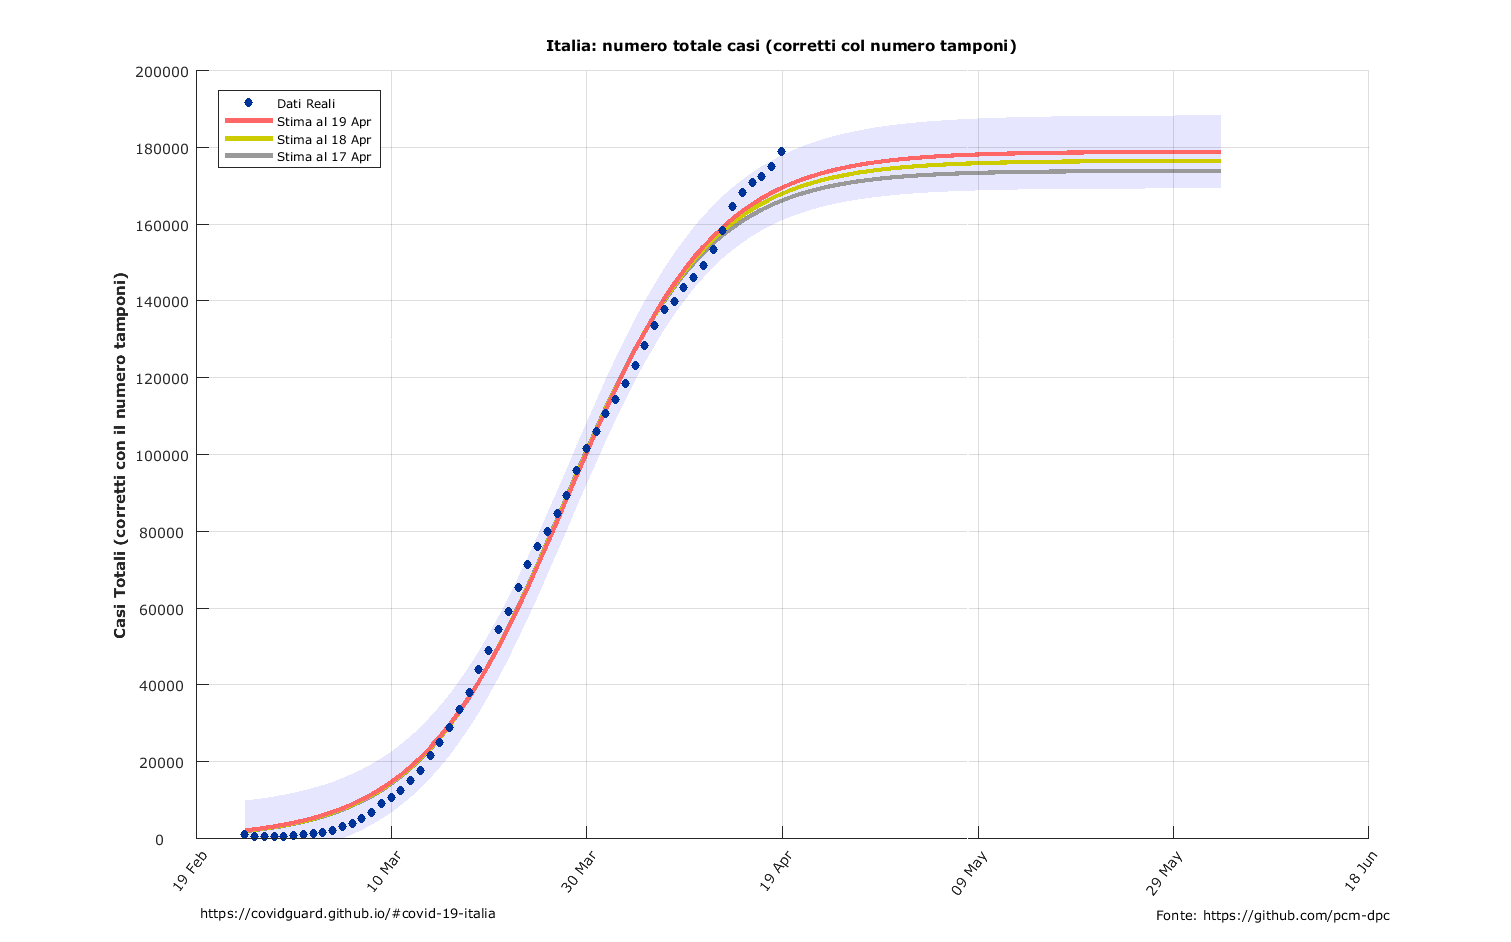 Italia: numero totale casi (corretti col numero tamponi)
200000
180000
160000
140000
120000
100000
80000
60000
40000
20000
0
Casi Totali (corretti con il numero tamponi)
Dati Reali
Stima al 19 Apr
Stima al 18 Apr
Stima al 17 Apr
19 Feb
10 Mar
30 Mar
19 Apr
09 May
29 May
18 Jun
https://covidguard.github.io/#covid-19-italia
Fonte: https://github.com/pcm-dpc